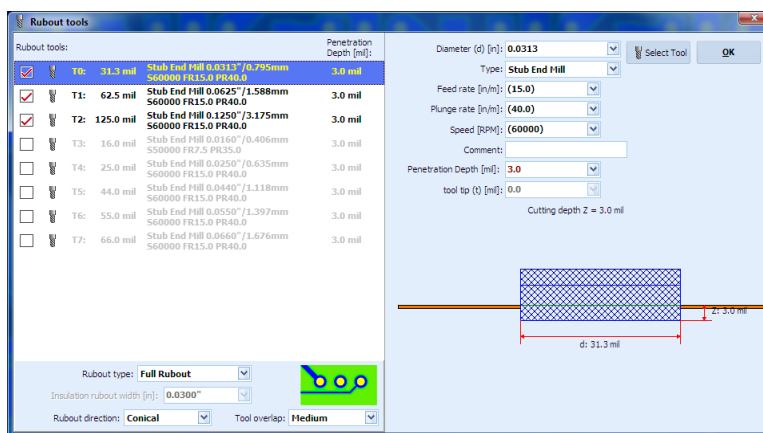 Rubout tools
Rubout tools:
Penetration
Depth [mil]:
T0: 31.3 mil Stub End Mill 0.0313"/0.795mm 3.0 mil
S60000 FR15.0 PR40.0
T1: 62.5 mil Stub End Mill 0.0625"/1.588mm 3.0 mil
S60000 FR15.0 PR40.0
T2: 125.0 mil Stub End Mill 0.1250"/3.175mm 3.0 mil
S60000 FR15.0 PR40.0
T3: 16.0 mil Stub End Mill 0.0160"/0.406mm 3.0 mil
S50000 FR7.5 PR35.0
T4: 25.0 mil Stub End Mill 0.0250"/0.635mm 3.0 mil
S60000 FR15.0 PR40.0
T5: 44.0 mil Stub End Mill 0.0440"/1.118mm 3.0 mil
S60000 FR15.0 PR40.0
T6: 55.0 mil Stub End Mill 0.0550"/1.397mm 3.0 mil
S60000 FR15.0 PR40.0
T7: 66.0 mil Stub End Mill 0.0660"/1.676mm 3.0 mil
S60000 FR15.0 PR40.0
Rubout type: Full Rubout
Insulation rubout width [in]: 0.0300"
Rubout direction: Conical Tool overlap: Medium
Diameter (d) [in]: 0.0313 Select Tool OK
Type: Stub End Mill
Feed rate [in/m]: (15.0)
Plunge rate [in/m]: (40.0)
Speed [RPM]: (60000)
Comment:
Penetration Depth [mil]: 3.0
tool tip (t) [mil]: 0.0
Cutting depth Z = 3.0 mil
Z: 3.0 mil
d: 31.3 mil